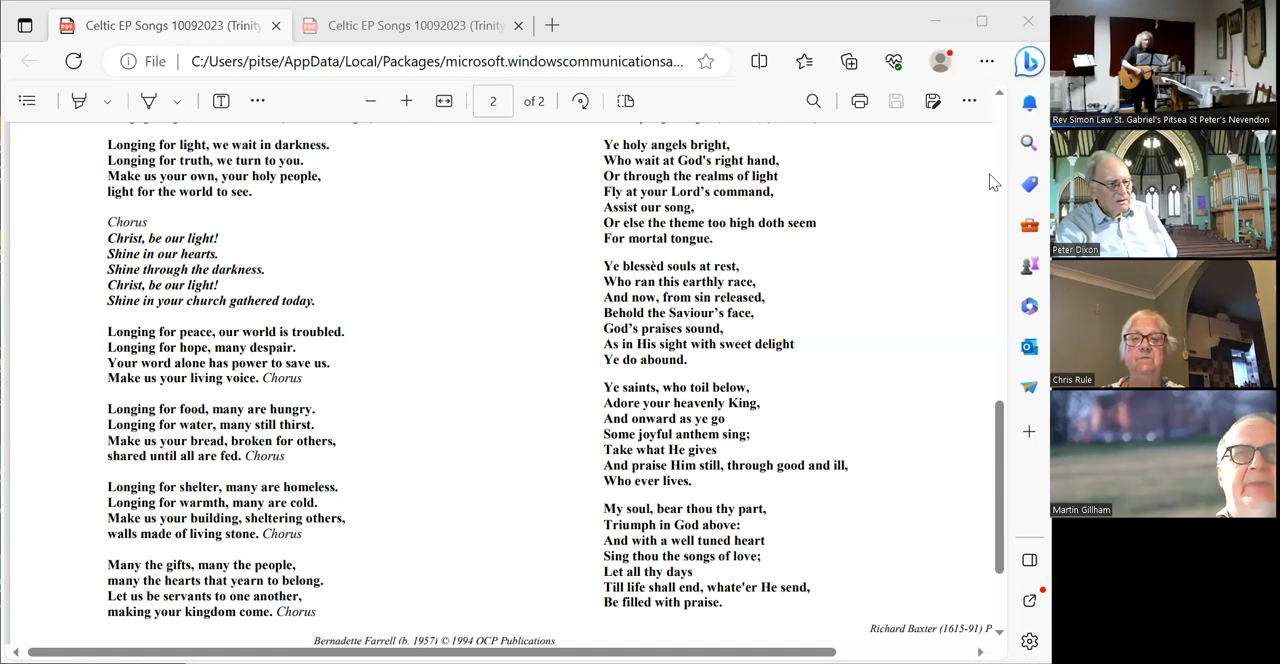 Celtic EP Songs 10092023 (Trinity
Celtic EP Songs 10092023 (Trinity
File
C:/Users/pitse/AppData/Local/Packages/microsoft.windowscommunicationsa...
2
of 2
Longing for light, we wait in darkness.
Longing for truth, we turn to you.
Make us your own, your holy people,
light for the world to see.
Chorus
Christ, be our light!
Shine in our hearts.
Shine through the darkness.
Christ, be our light!
Shine in your church gathered today.
Longing for peace, our world is troubled.
Longing for hope, many despair.
Your word alone has power to save us.
Make us your living voice. Chorus
Longing for food, many are hungry.
Longing for water, many still thirst.
Make us your bread, broken for others,
shared until all are fed. Chorus
Longing for shelter, many are homeless.
Longing for warmth, many are cold.
Make us your building, sheltering others,
walls made of living stone. Chorus
Many the gifts, many the people,
many the hearts that yearn to belong.
Let us be servants to one another,
making your kingdom come. Chorus
Bernadette Farrell (b. 1957) © 1994 OCP Publications
Ye holy angels bright,
Who wait at God's right hand,
Or through the realms of light
Fly at your Lord's command,
Assist our song,
Or else the theme too high doth seem
For mortal tongue.
Ye blessèd souls at rest,
Who ran this earthly race,
And now, from sin released,
Behold the Saviour's face,
God's praises sound,
As in His sight with sweet delight
Ye do abound.
Ye saints, who toil below,
Adore your heavenly King,
And onward as ye go
Some joyful anthem sing;
Take what He gives
And praise Him still, through good and ill,
Who ever lives.
My soul, bear thou thy part,
Triumph in God above:
And with a well tuned heart
Sing thou the songs of love;
Let all thy days
Till life shall end, whate'er He send,
Be filled with praise.
Richard Baxter (1615-91) P
Rev Simon Law St. Gabriel's Pitsea St Peter's Nevendon
Peter Dixon
Chris Rule
Martin Gillham